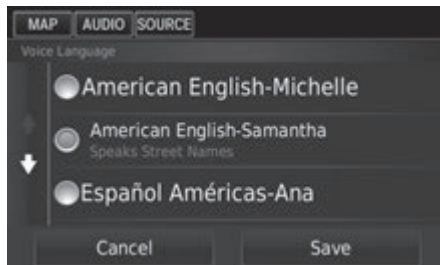 MAP AUDIO SOURCE
Voice Language
American English-Michelle
American English-Samantha
Speaks Street Names
Español Américas-Ana
Cancel Save